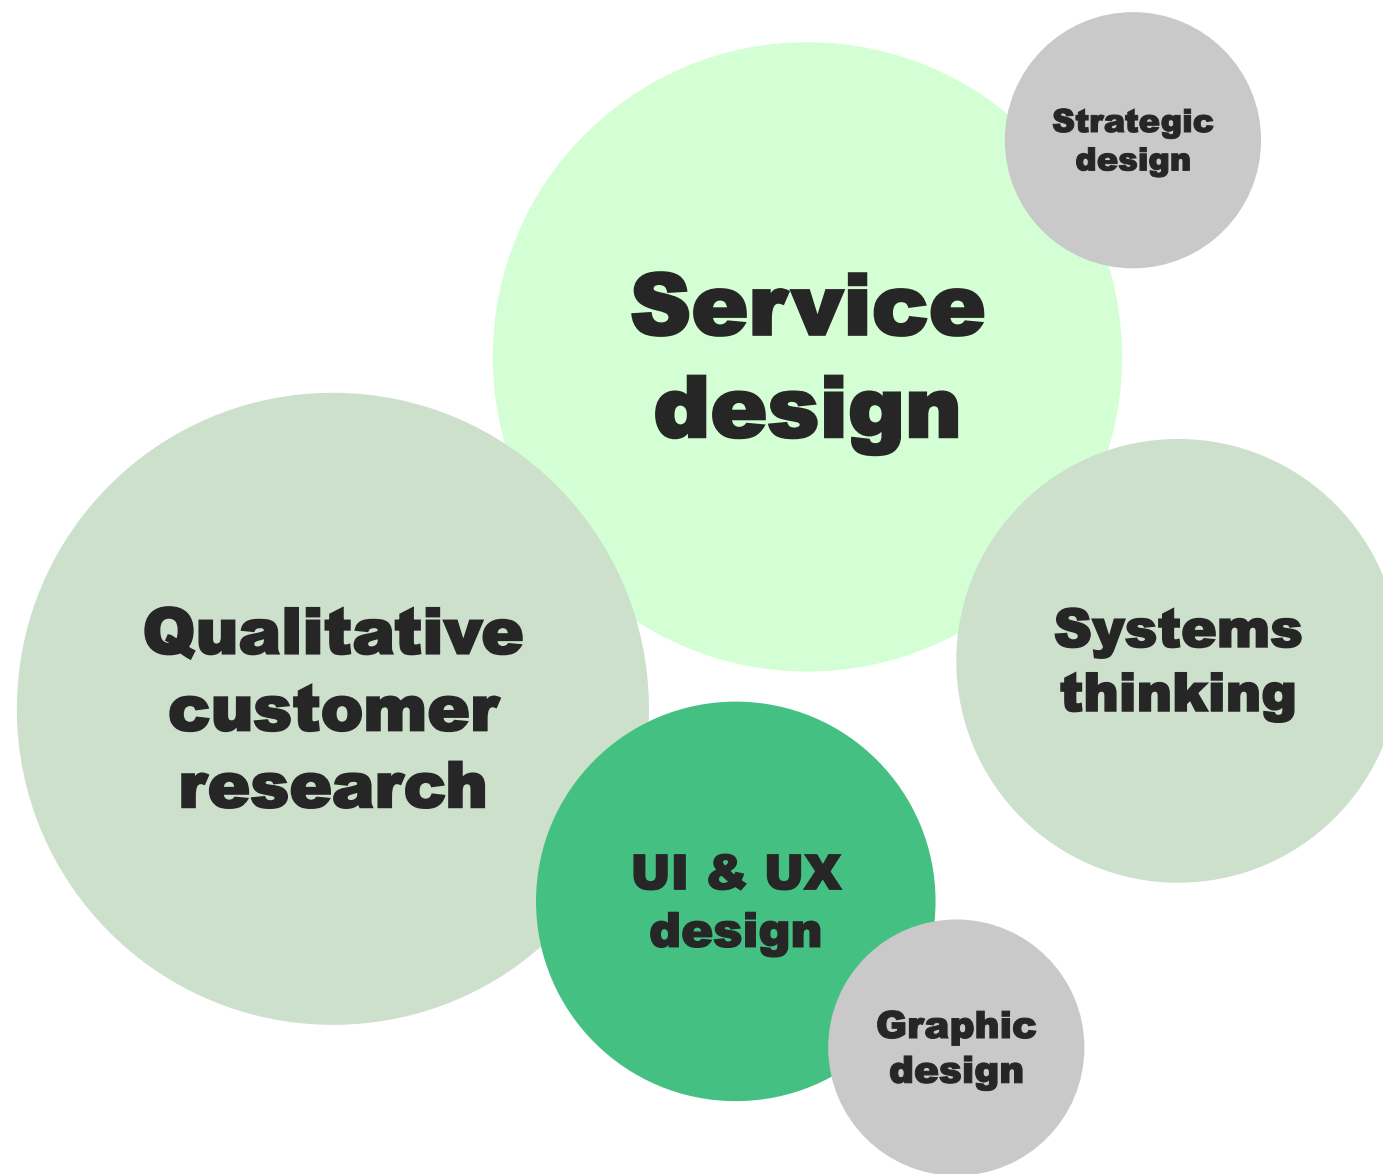 Strategic
design
Service
design
Qualitative
customer
research
Systems
thinking
UI & UX
design
Graphic
design